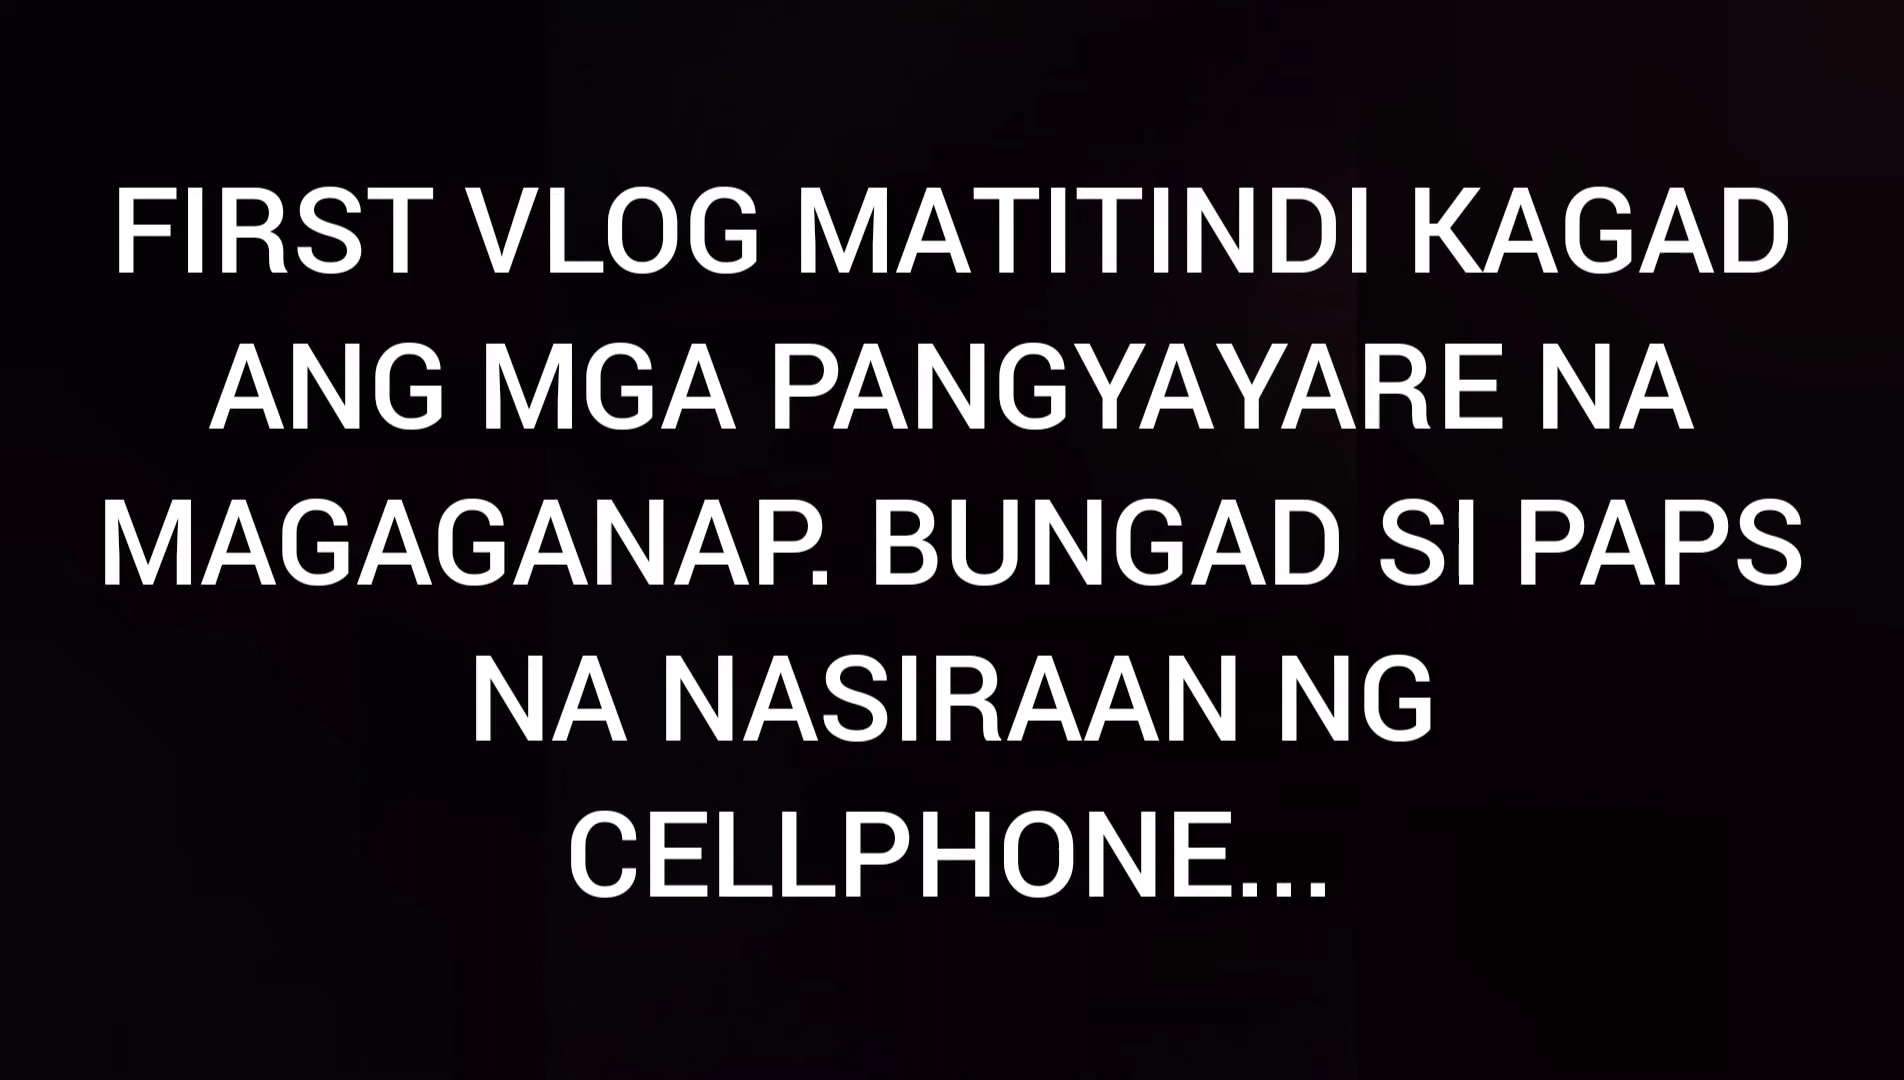 FIRST VLOG MATITINDI KAGAD
ANG MGA PANGYAYARE NA
MAGAGANAP. BUNGAD SI PAPS
NA NASIRAAN NG
CELLPHONE...